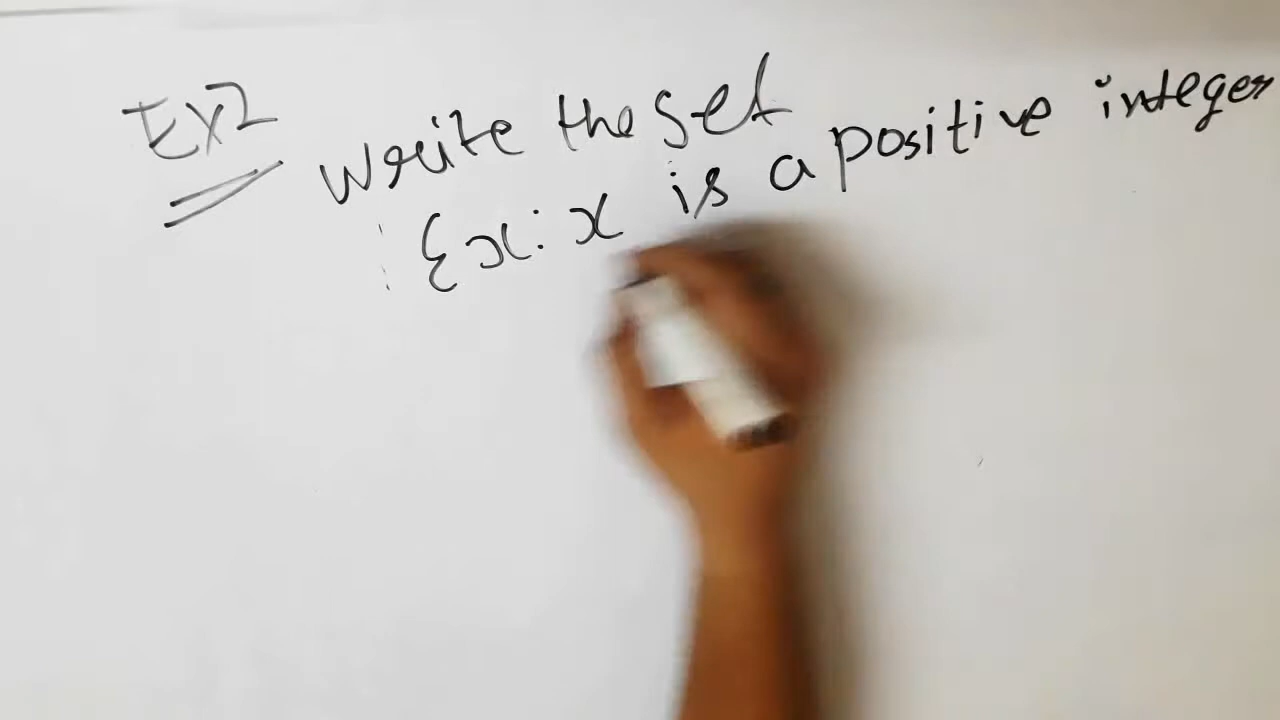 Ex2
Write the set
{x: x is a positive integer